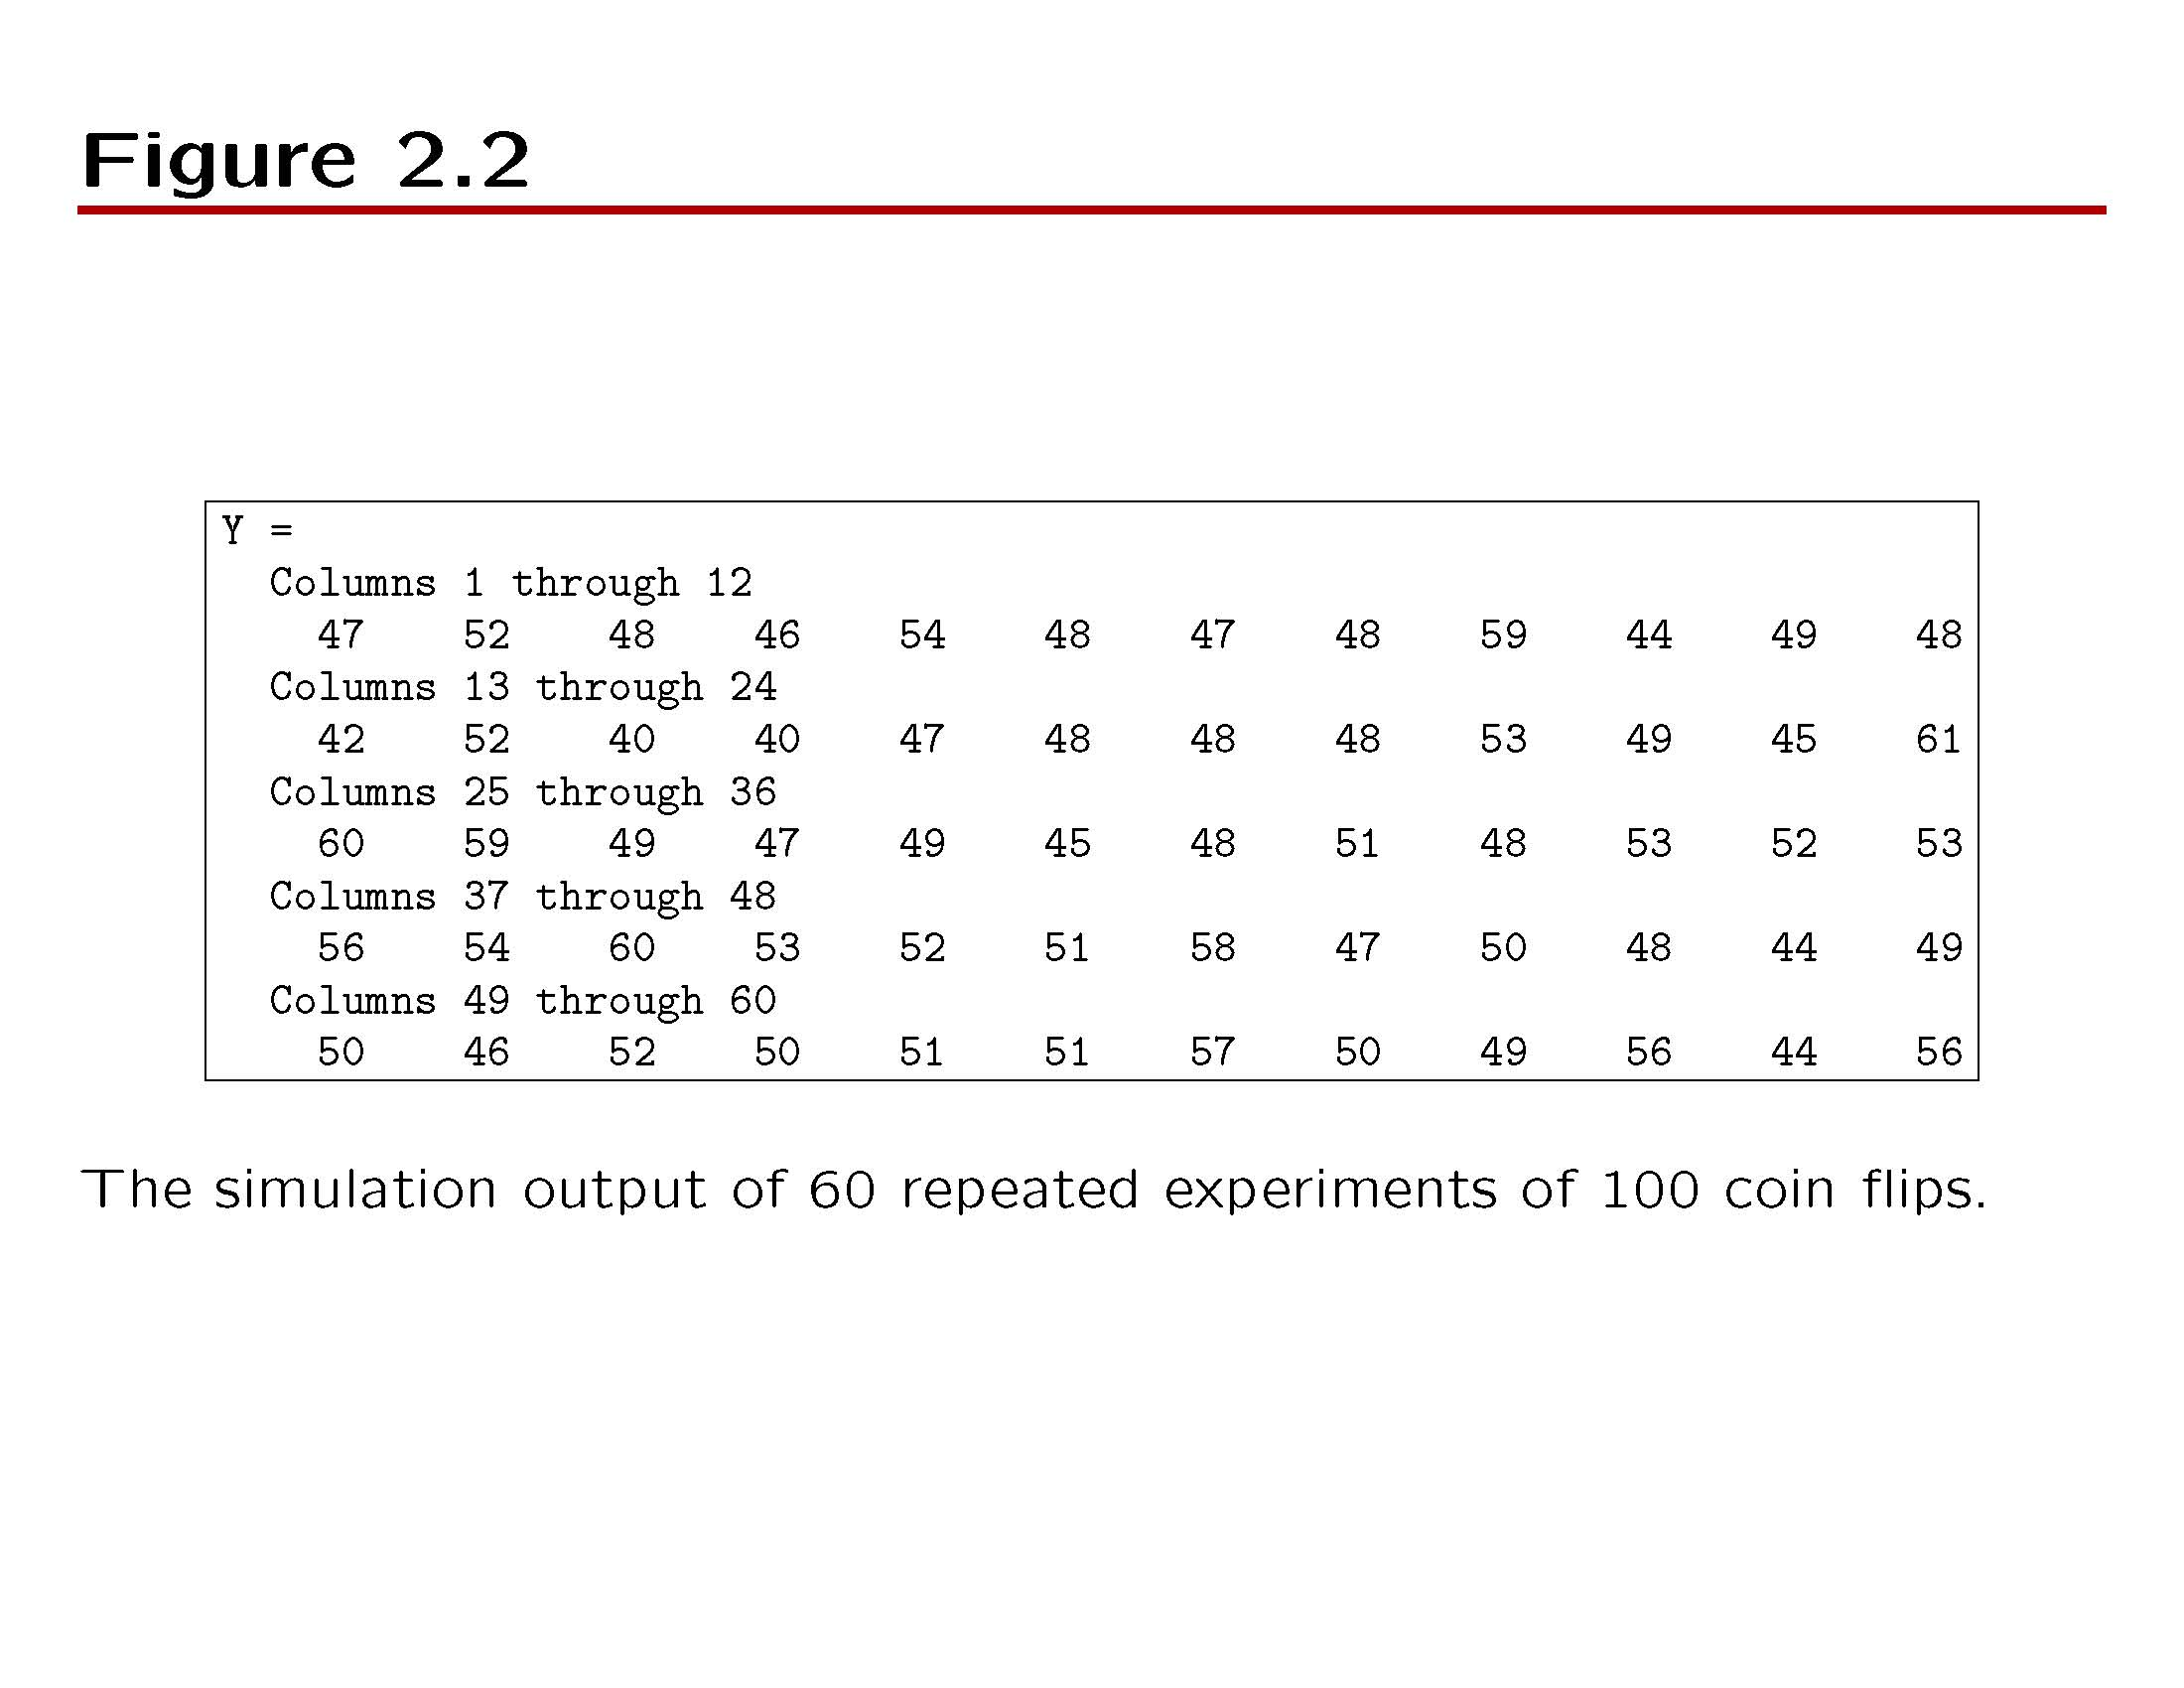 Figure 2.2
Y =
Columns 1 through 12
47 52 48 46 54 48 47 48 59 44 49 48
Columns 13 through 24
42 52 40 40 47 48 48 48 53 49 45 61
Columns 25 through 36
60 59 49 47 49 45 48 51 48 53 52 53
Columns 37 through 48
56 54 60 53 52 51 58 47 50 48 44 49
Columns 49 through 60
50 46 52 50 51 51 57 50 49 56 44 56
The simulation output of 60 repeated experiments of 100 coin flips.